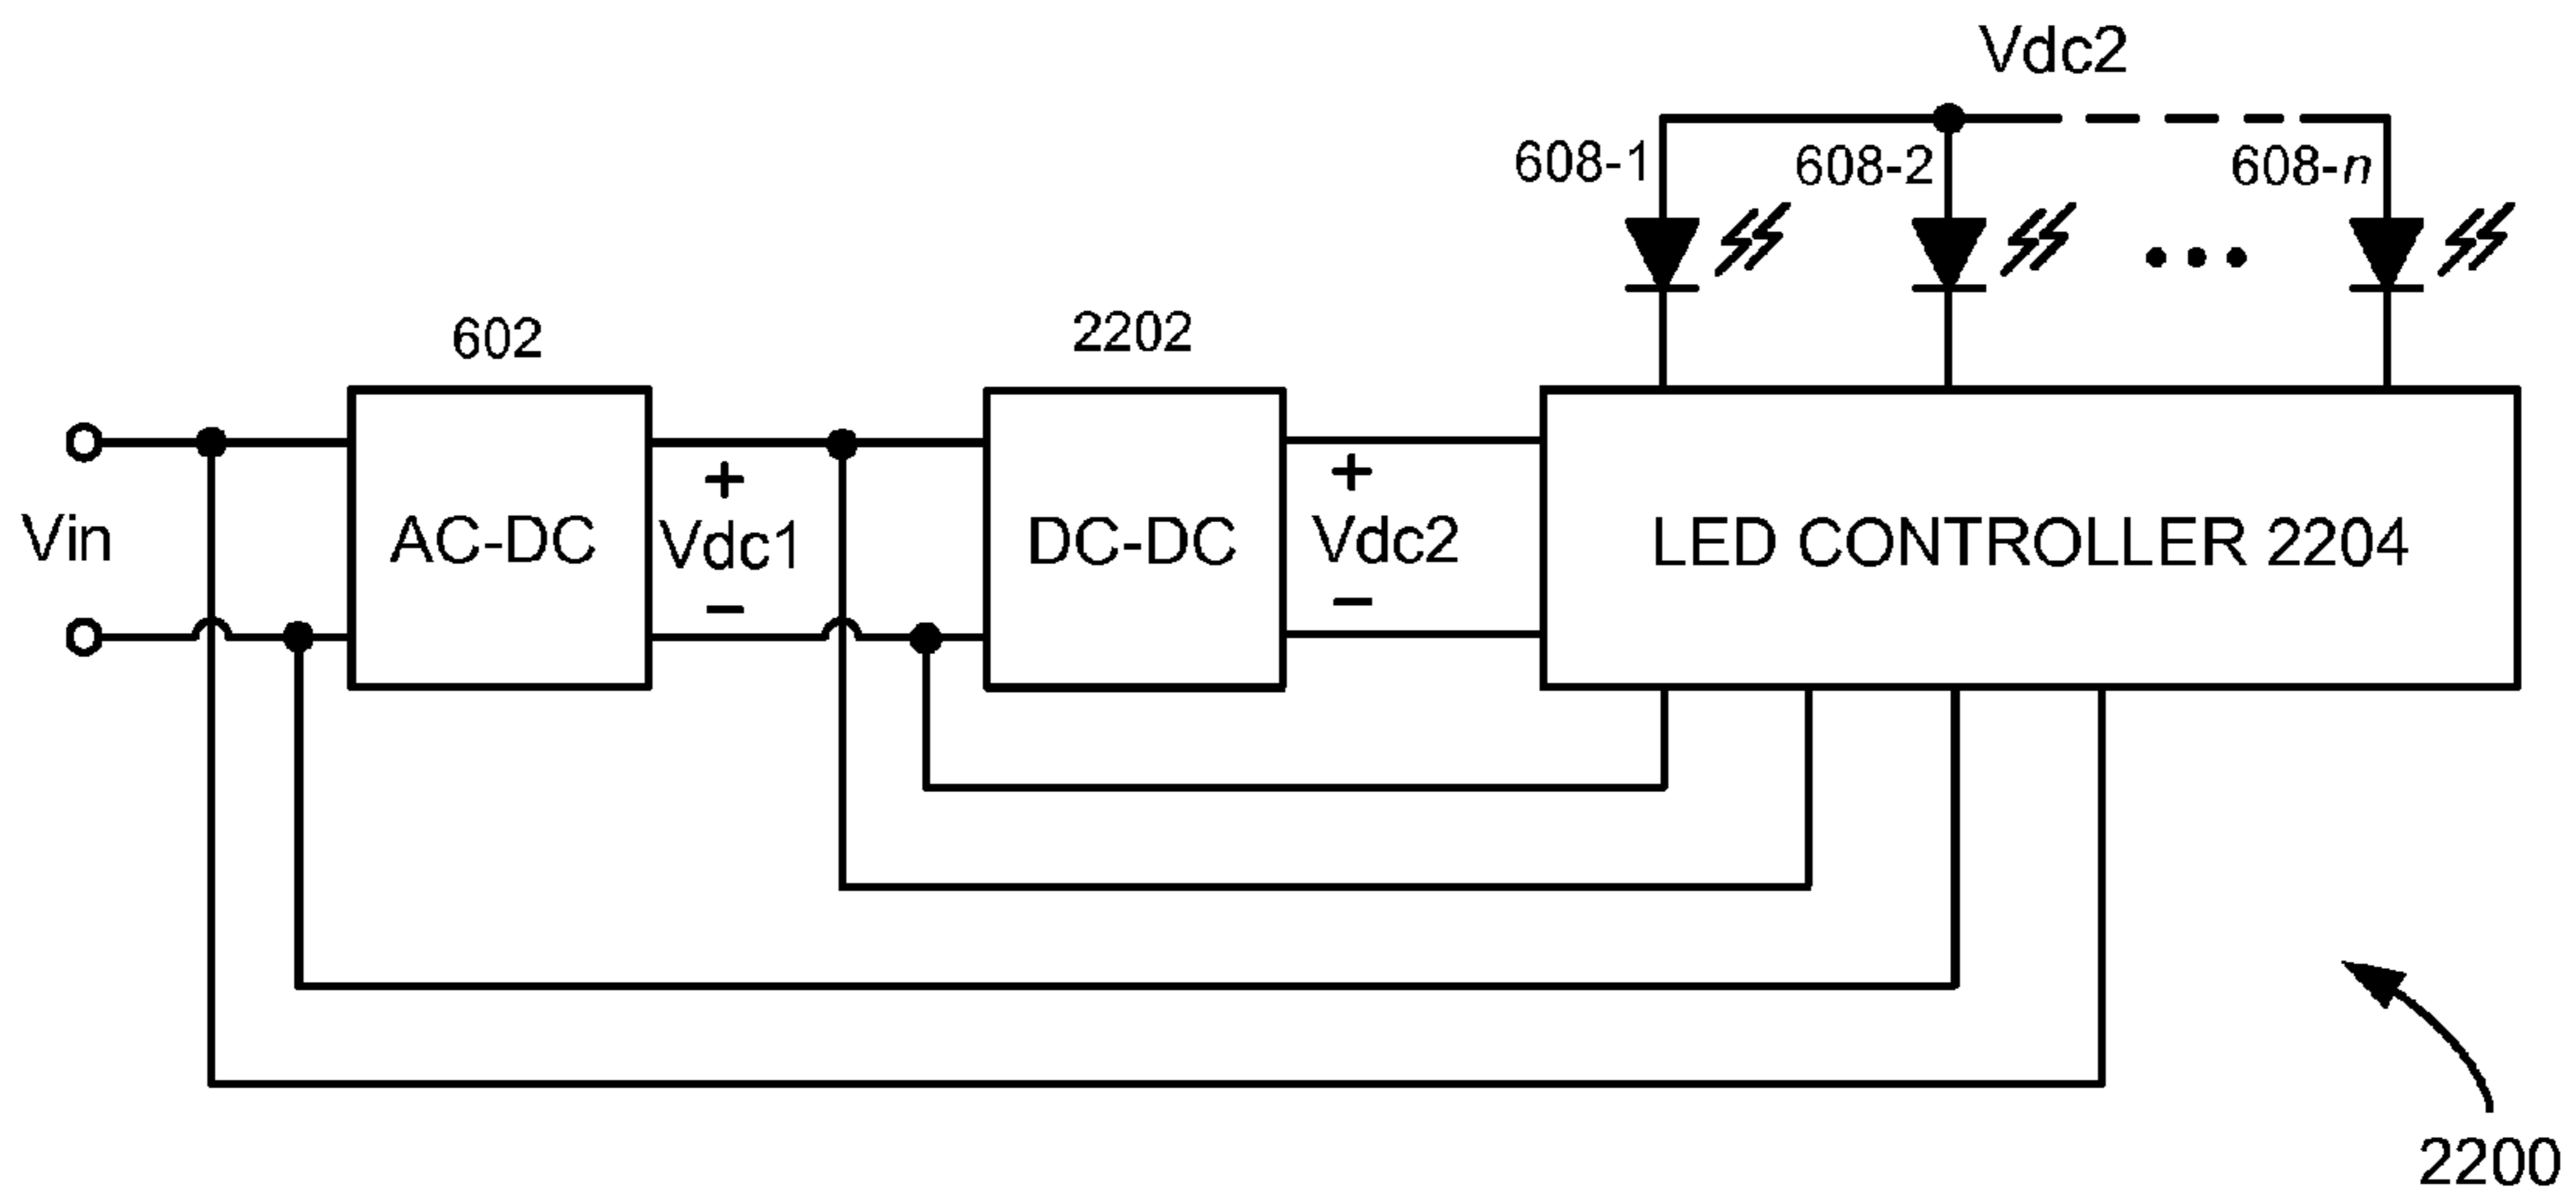 Vdc2
608-1
608-2
608-n
602
2202
+
+
Vin
AC-DC
Vdc1
DC-DC
Vdc2
LED CONTROLLER 2204
−
−
2200